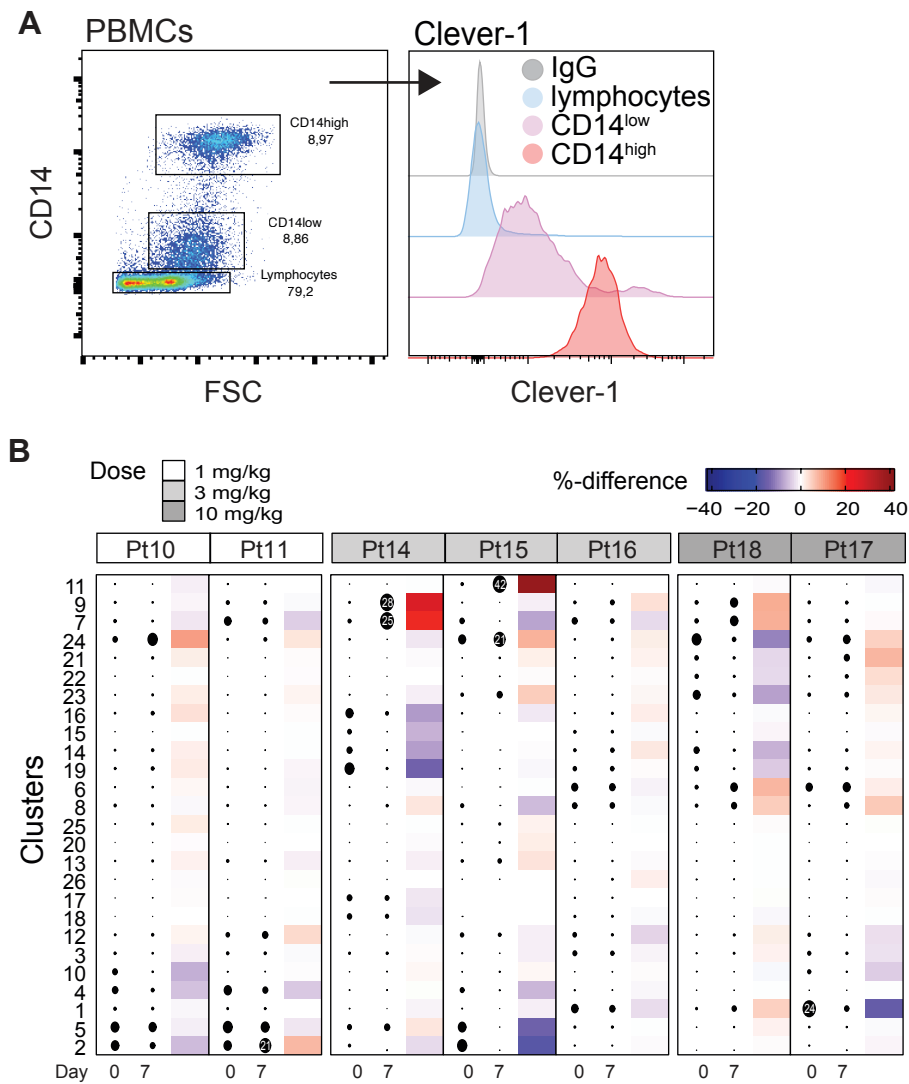 A
PBMCs
Clever-1
IgG
lymphocytes
CD14low
CD14high
CD14high
8,97
CD14low
8,86
Lymphocytes
79,2
CD14
FSC
Clever-1
B
Dose
1 mg/kg
3 mg/kg
10 mg/kg
%-difference
−40 −20 0 20 40
Pt10 Pt11 Pt14 Pt15 Pt16 Pt18 Pt17
Clusters
11 42
9 28
7 25
24 21
21
22
23
16
15
14
19
6
8
25
20
13
26
17
18
12
3
10
4
1 24
5
2 21
Day 0 7 0 7 0 7 0 7 0 7 0 7 0 7